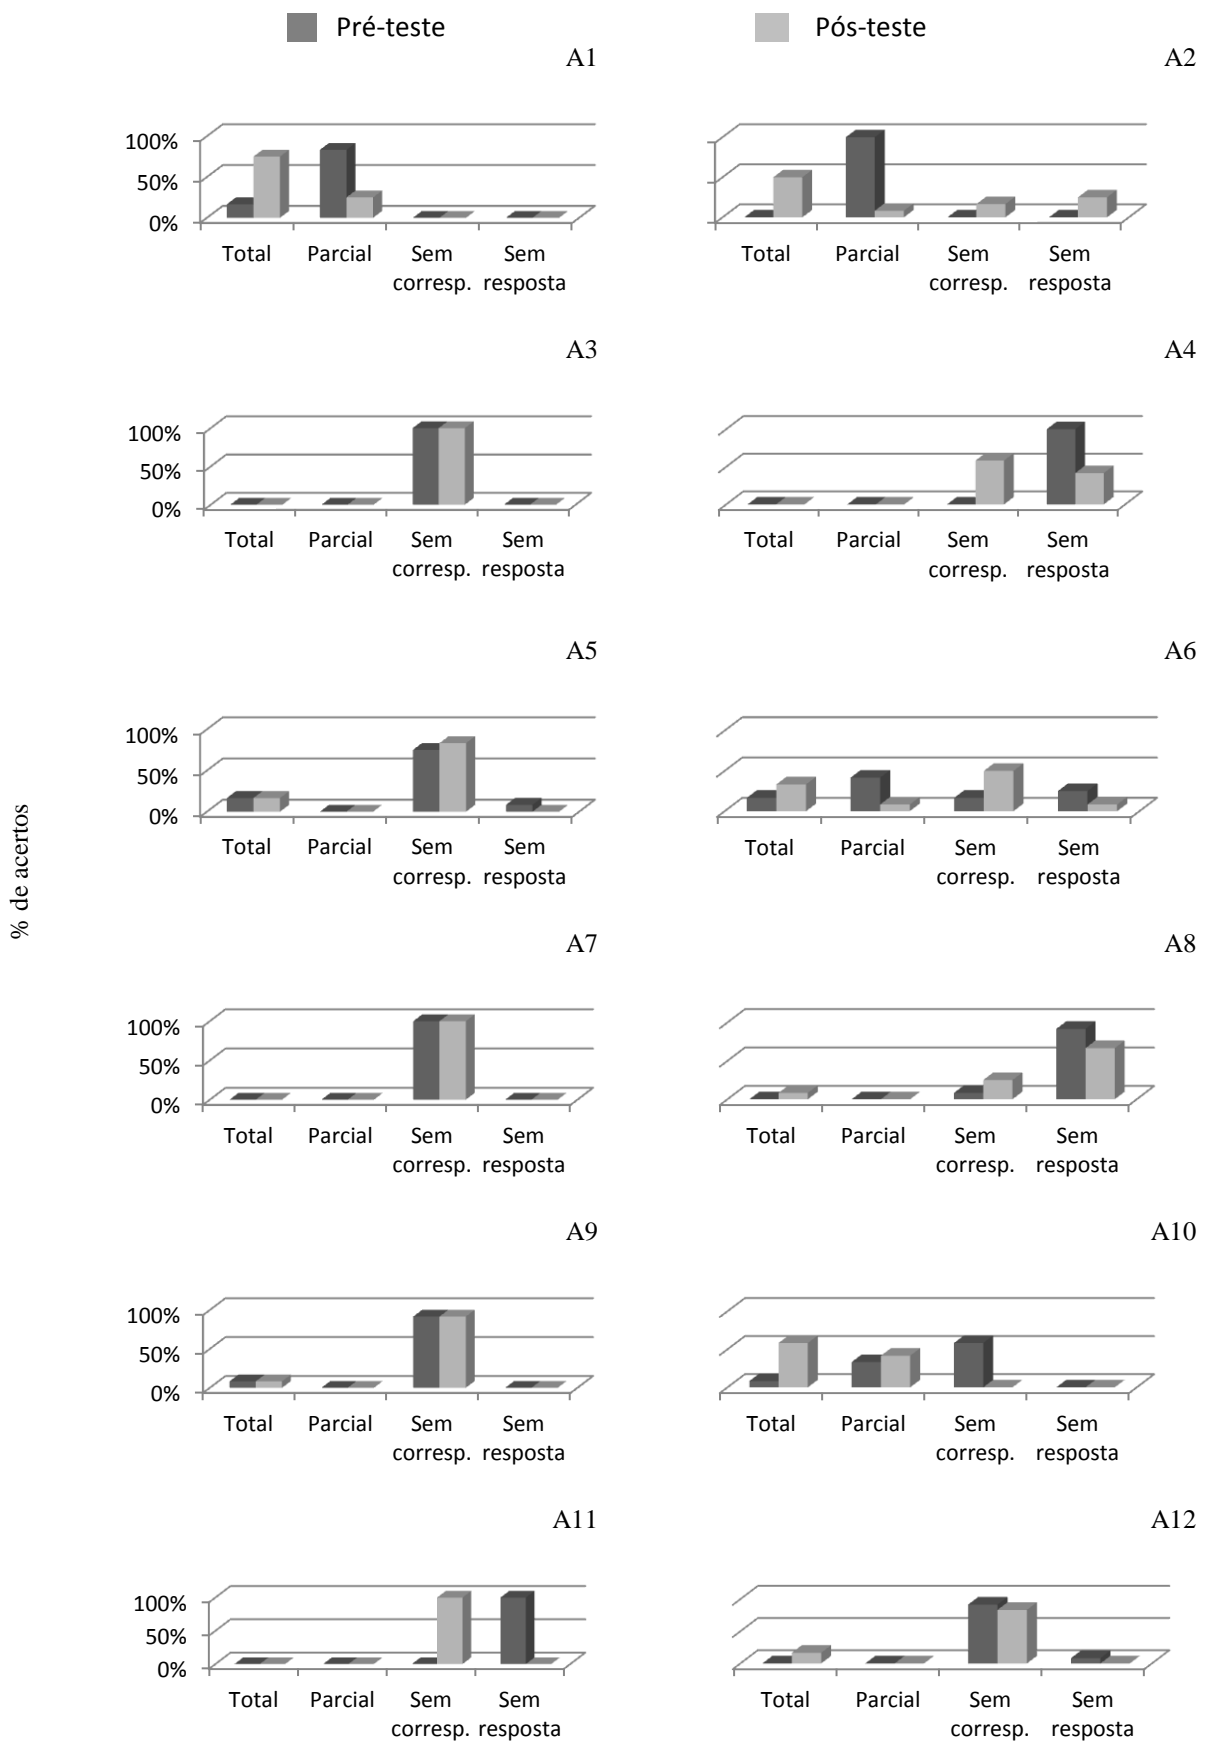 Pré-teste
Pós-teste
A1
A2
100%
50%
0%
Total Parcial Sem corresp. Sem resposta
Total Parcial Sem corresp. Sem resposta
A3
A4
100%
50%
0%
Total Parcial Sem corresp. Sem resposta
Total Parcial Sem corresp. Sem resposta
A5
A6
100%
50%
0%
Total Parcial Sem corresp. Sem resposta
Total Parcial Sem corresp. Sem resposta
% de acertos
A7
A8
100%
50%
0%
Total Parcial Sem corresp. Sem resposta
Total Parcial Sem corresp. Sem resposta
A9
A10
100%
50%
0%
Total Parcial Sem corresp. Sem resposta
Total Parcial Sem corresp. Sem resposta
A11
A12
100%
50%
0%
Total Parcial Sem corresp. Sem resposta
Total Parcial Sem corresp. Sem resposta